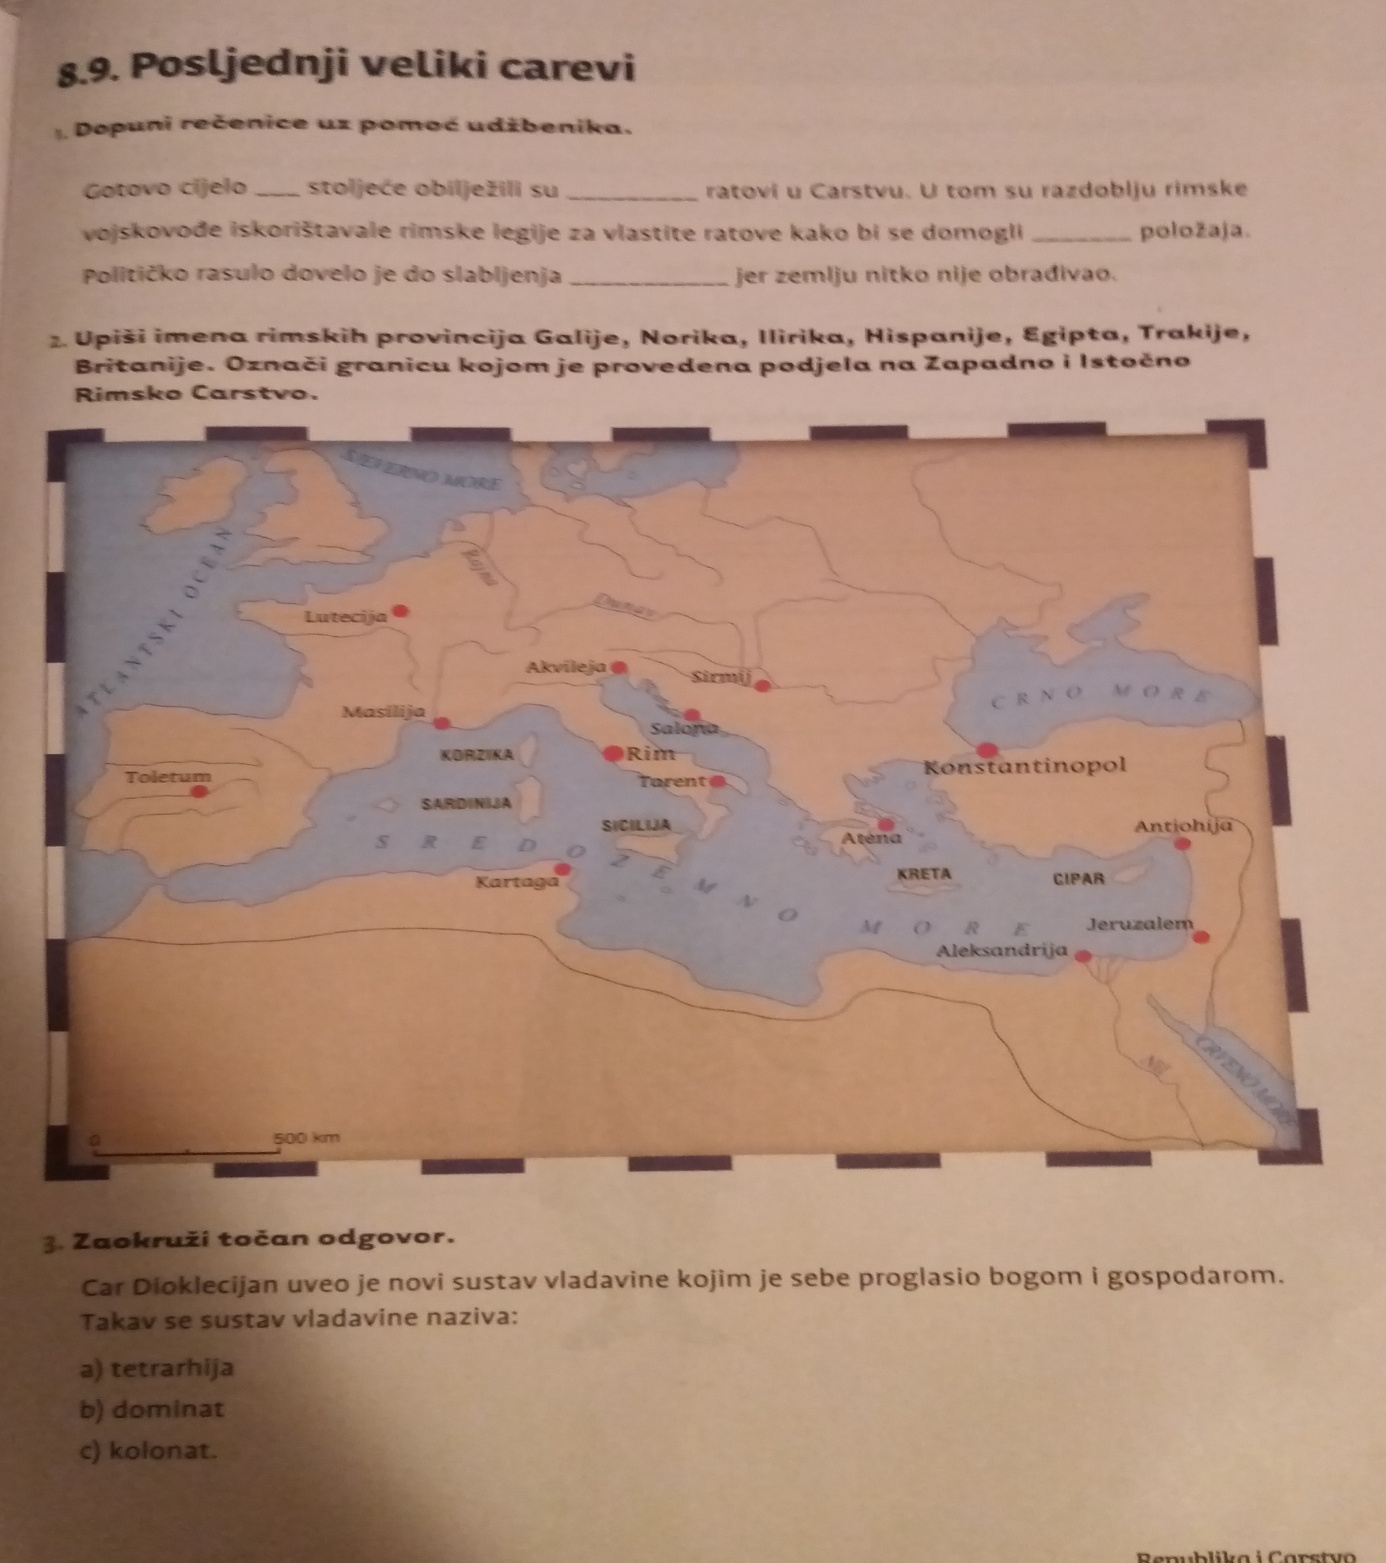 8.9. Posljednji veliki carevi
1. Dopuni rečenice uz pomoć udžbenika.
Gotovo cijelo ___ stoljeće obilježili su _________ ratovi u Carstvu. U tom su razdoblju rimske
vojskovođe iskorištavale rimske legije za vlastite ratove kako bi se domogli _______ položaja.
Političko rasulo dovelo je do slabljenja ___________ jer zemlju nitko nije obrađivao.
2. Upiši imena rimskih provincija Galije, Norika, Ilirika, Hispanije, Egipta, Trakije,
Britanije. Označi granicu kojom je provedena podjela na Zapadno i Istočno
Rimsko Carstvo.
SJEVERNO MORE
ATLANTSKI OCEAN
Rajna
Dunav
Lutecija
Akvileja
Sirmij
CRNO MORE
Masilija
Salona
KORZIKA
Rim
Konstantinopol
Toletum
Tarent
SARDINIJA
SICILIJA
Atena
Antiohija
SREDOZEMNO MORE
Kartaga
KRETA
CIPAR
Jeruzalem
Aleksandrija
Nil
CRVENO MORE
0 500 km
3. Zaokruži točan odgovor.
Car Dioklecijan uveo je novi sustav vladavine kojim je sebe proglasio bogom i gospodarom.
Takav se sustav vladavine naziva:
a) tetrarhija
b) dominat
c) kolonat.
Republika i Carstvo